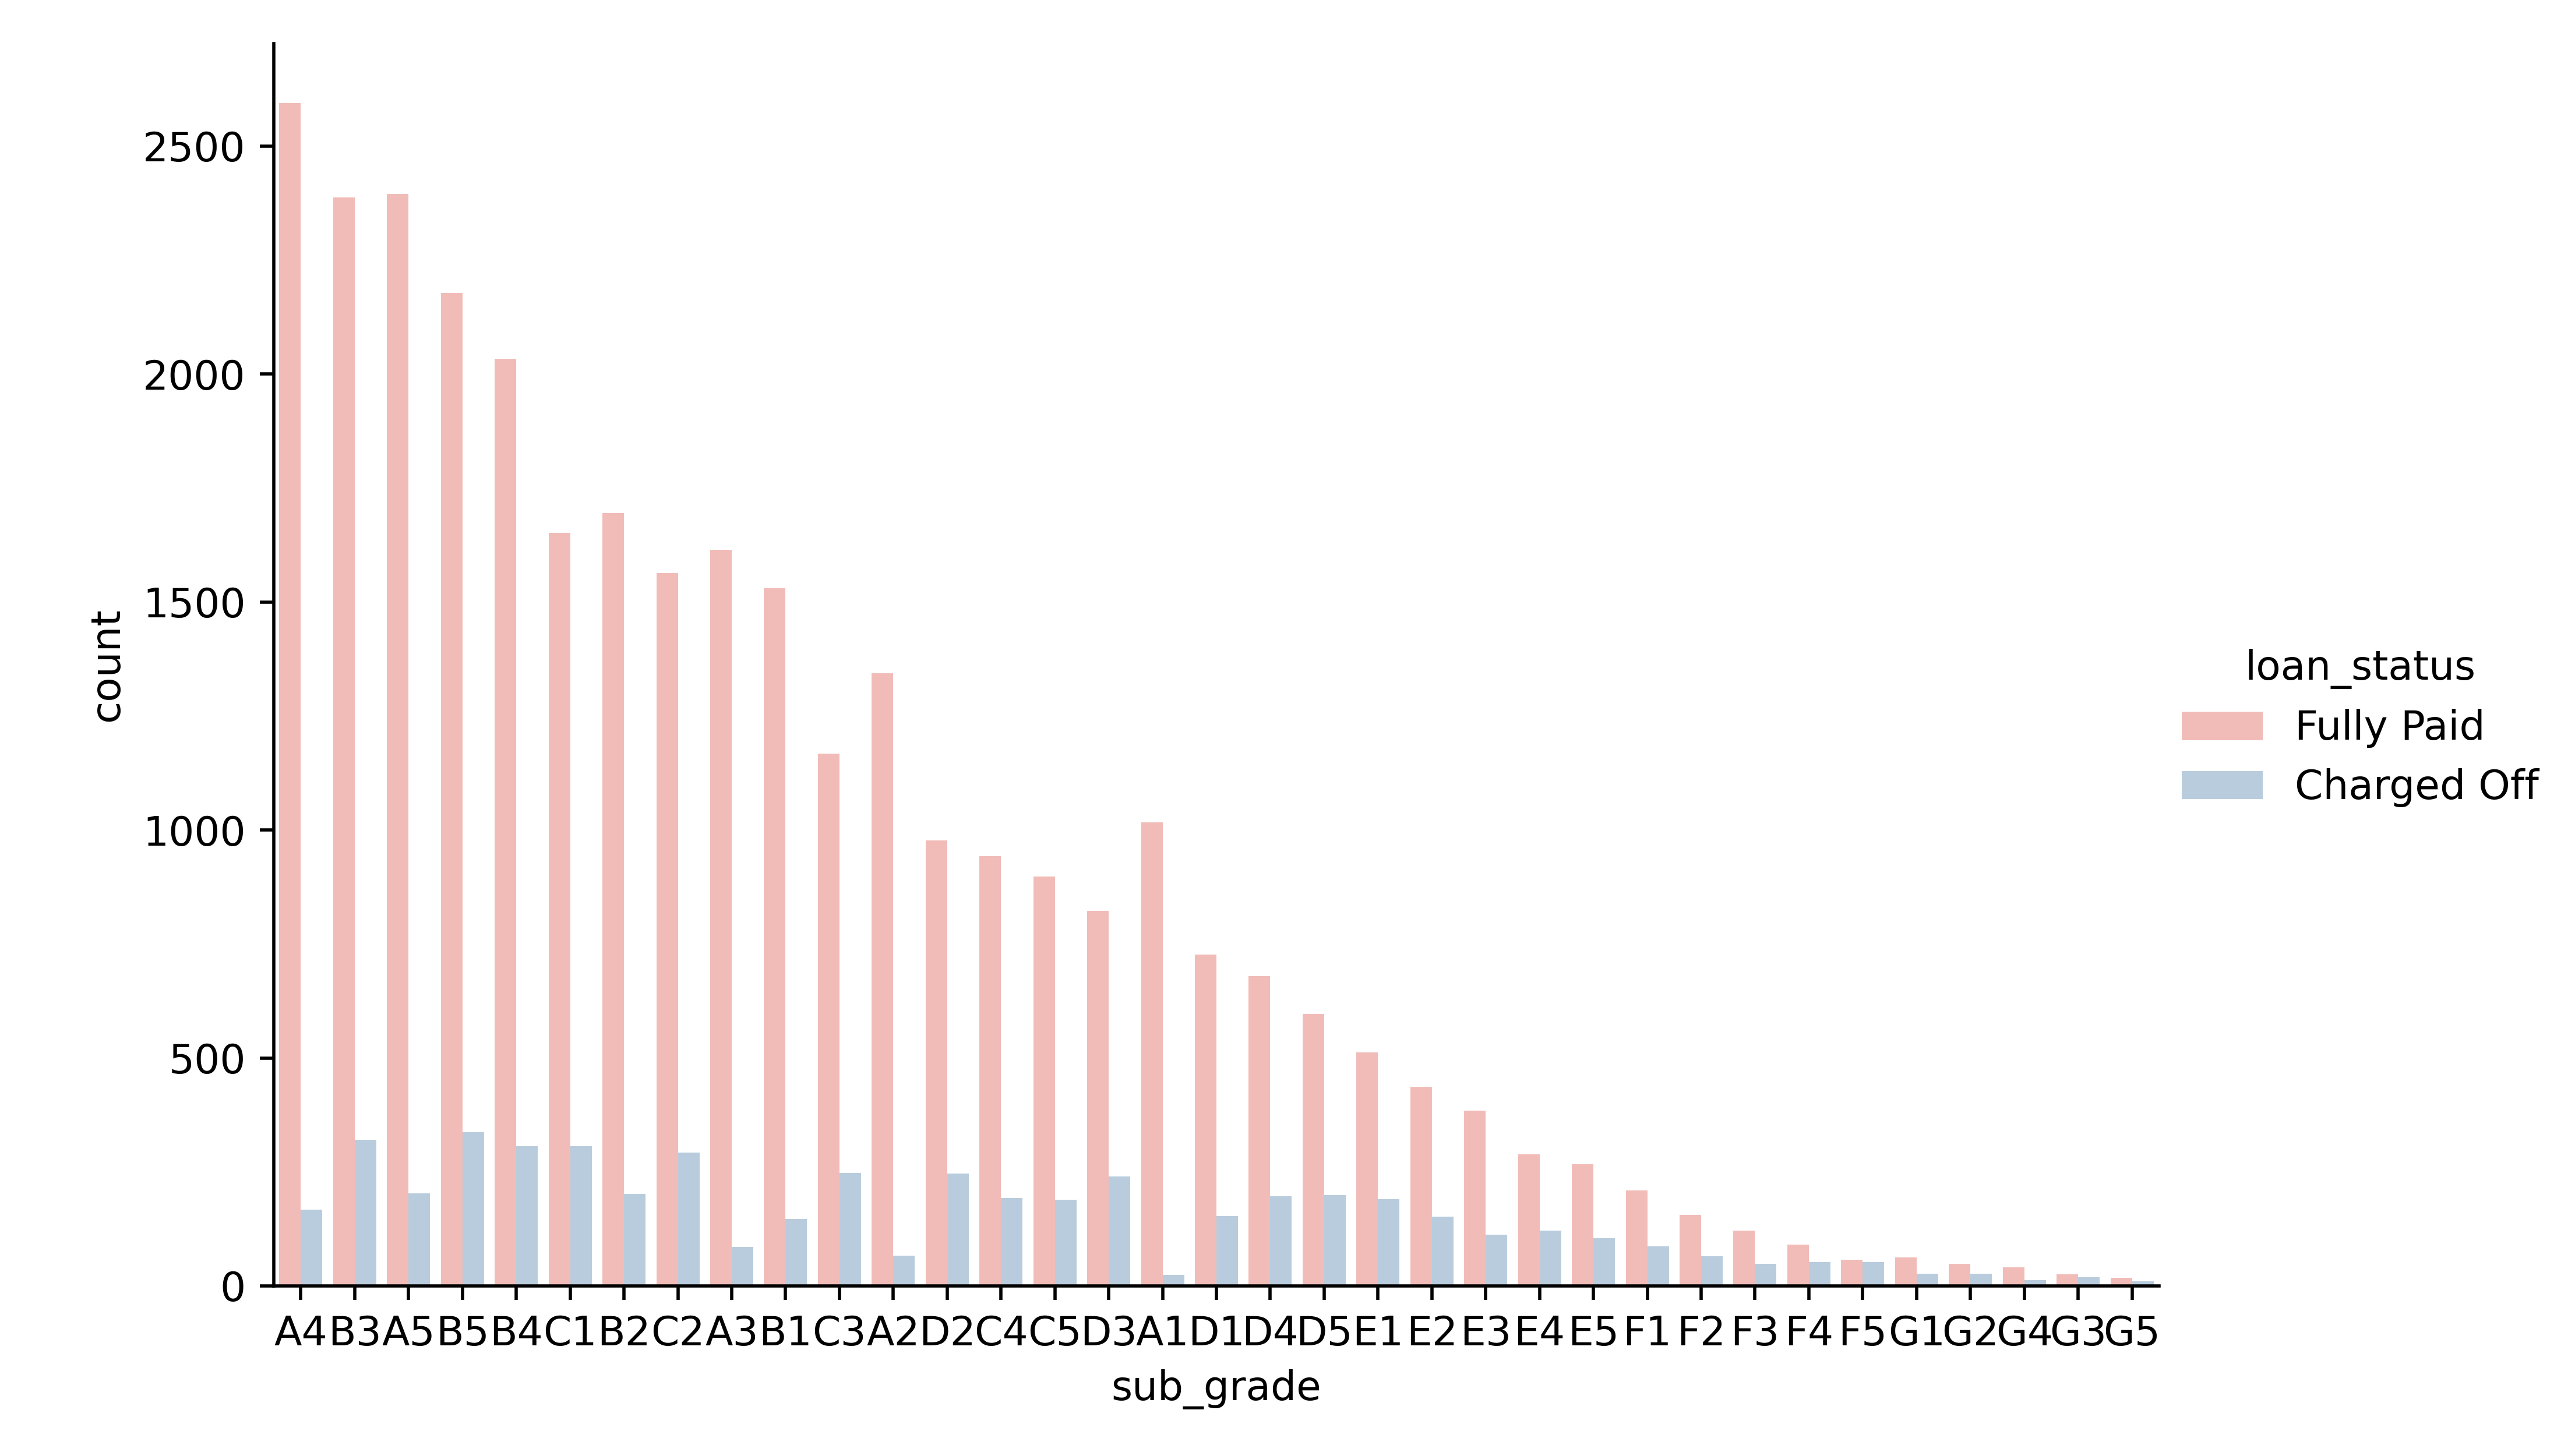 2500
2000
1500
1000
500
0
count
A4 B3 A5 B5 B4 C1 B2 C2 A3 B1 C3 A2 D2 C4 C5 D3 A1 D1 D4 D5 E1 E2 E3 E4 E5 F1 F2 F3 F4 F5 G1 G2 G4 G3 G5
sub_grade
loan_status
Fully Paid
Charged Off